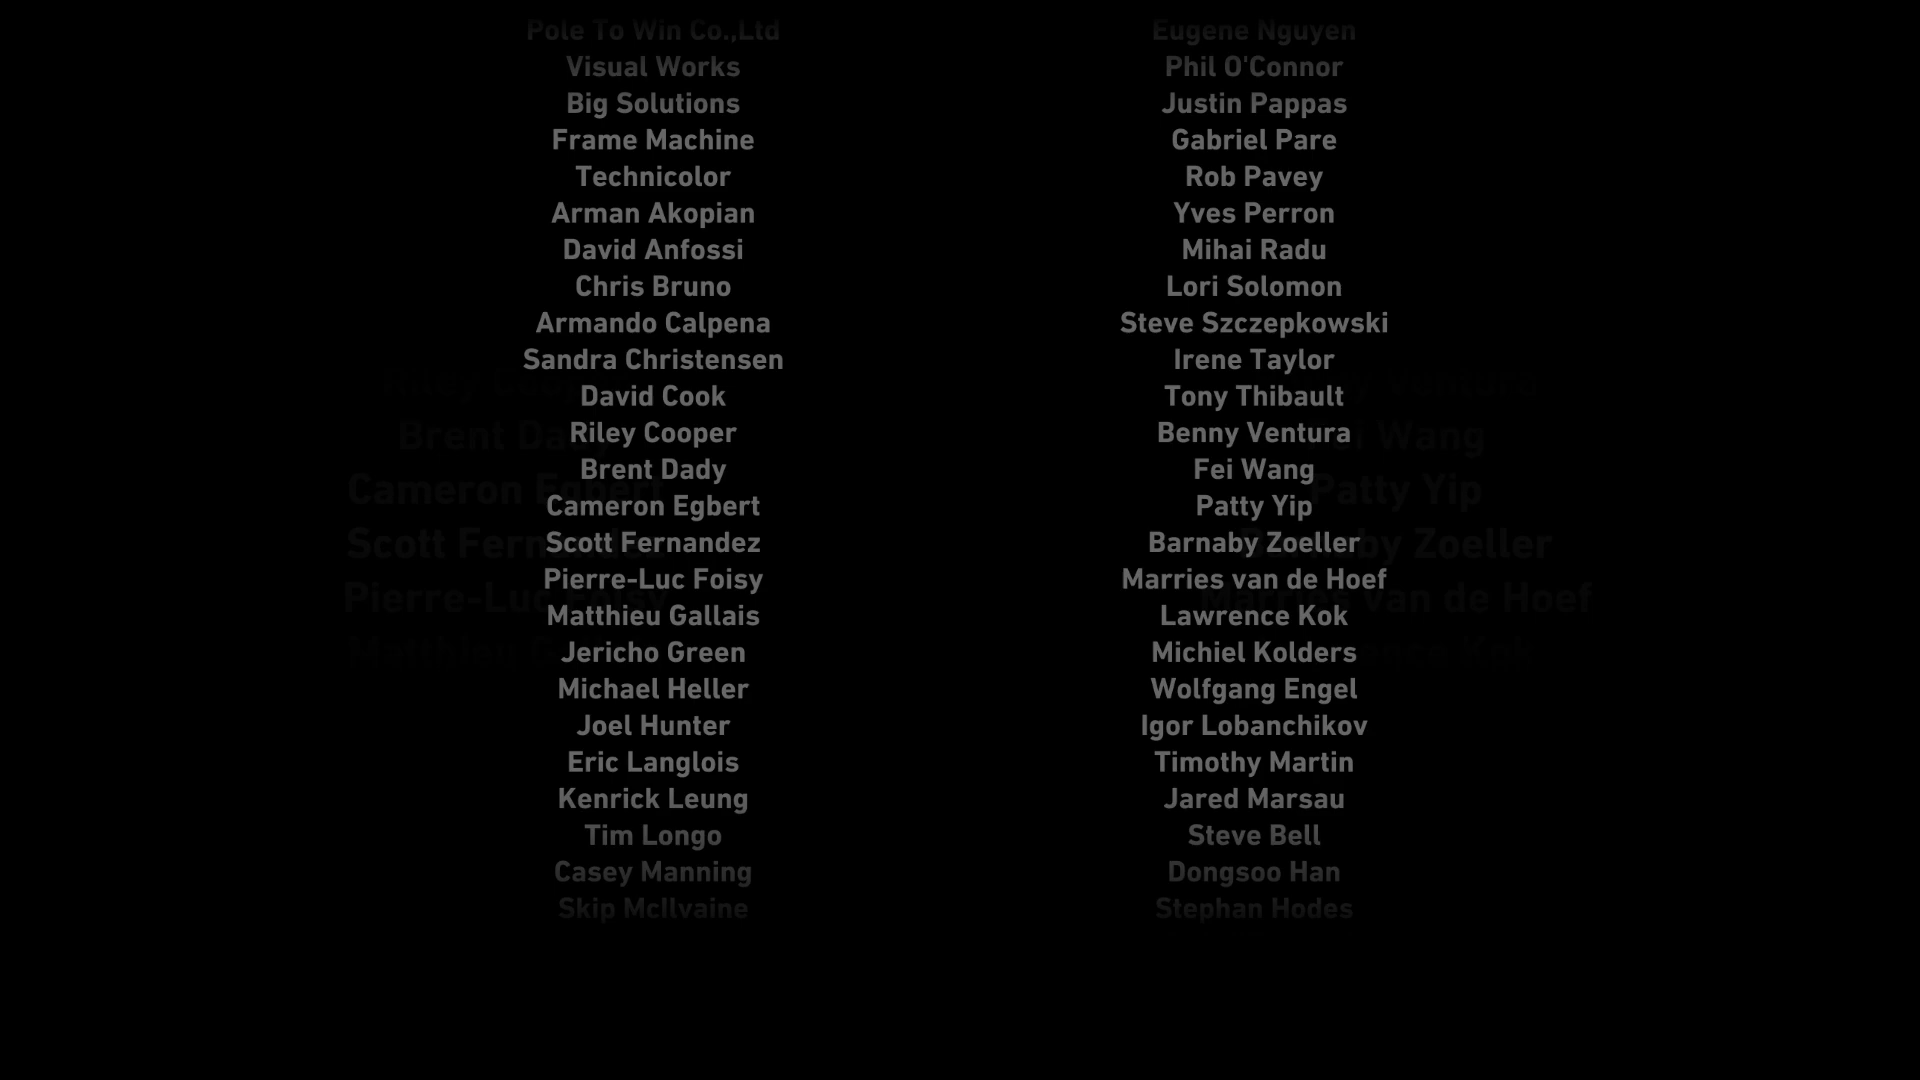 Pole To Win Co.,Ltd
Visual Works
Big Solutions
Frame Machine
Technicolor
Arman Akopian
David Anfossi
Chris Bruno
Armando Calpena
Sandra Christensen
David Cook
Riley Cooper
Brent Dady
Cameron Egbert
Scott Fernandez
Pierre-Luc Foisy
Matthieu Gallais
Jericho Green
Michael Heller
Joel Hunter
Eric Langlois
Kenrick Leung
Tim Longo
Casey Manning
Skip McIlvaine
Eugene Nguyen
Phil O'Connor
Justin Pappas
Gabriel Pare
Rob Pavey
Yves Perron
Mihai Radu
Lori Solomon
Steve Szczepkowski
Irene Taylor
Tony Thibault
Benny Ventura
Fei Wang
Patty Yip
Barnaby Zoeller
Marries van de Hoef
Lawrence Kok
Michiel Kolders
Wolfgang Engel
Igor Lobanchikov
Timothy Martin
Jared Marsau
Steve Bell
Dongsoo Han
Stephan Hodes